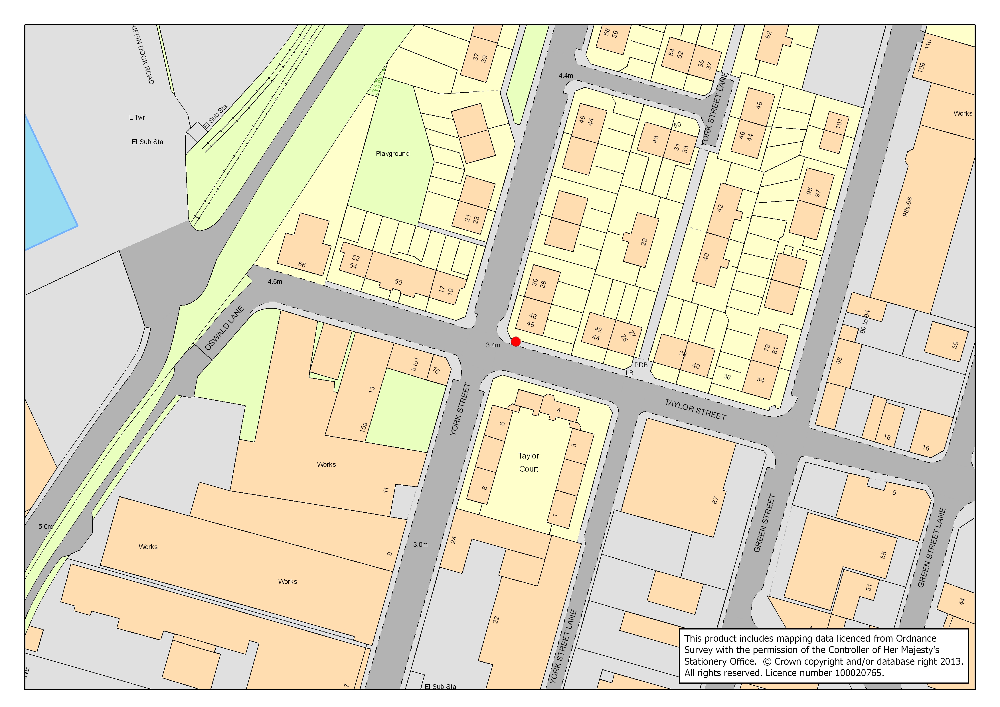 RIFFIN DOCK ROAD
L Twr
El Sub Sta
El Sub Sta
37
39
58
56
54
52
35
37
52
110
108
4.4m
YORK STREET LANE
Works
46
44
48
50
31
33
48
46
44
101
Playground
21
23
29
42
40
95
97
98to96
56
52
54
50
17
19
4.6m
30
28
46
48
42
44
27
25
38
40
36
79
81
34
90 to 94
59
88
OSWALD LANE
3.4m
PDB
LB
b to f
15
13
15a
YORK STREET
TAYLOR STREET
4
6
3
8
1
Taylor
Court
18
16
Works
11
67
5
GREEN STREET
GREEN STREET LANE
55
51
44
5.0m
Works
9
3.0m
24
Works
22
YORK STREET LANE
7
El Sub Sta
This product includes mapping data licenced from Ordnance
Survey with the permission of the Controller of Her Majesty's
Stationery Office. © Crown copyright and/or database right 2013.
All rights reserved. Licence number 100020765.